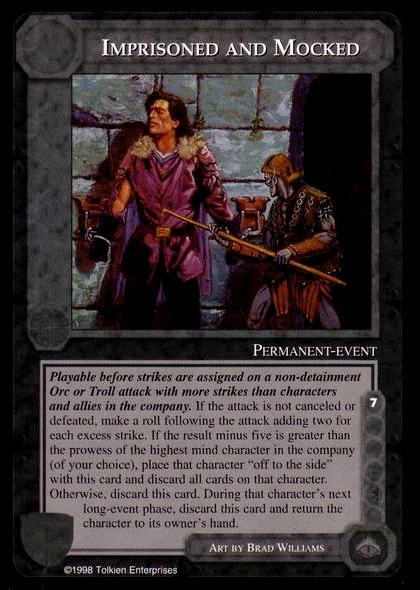 IMPRISONED AND MOCKED
PERMANENT-EVENT
Playable before strikes are assigned on a non-detainment
Orc or Troll attack with more strikes than characters
and allies in the company. If the attack is not canceled or
defeated, make a roll following the attack adding two for
each excess strike. If the result minus five is greater than
the prowess of the highest mind character in the company
(of your choice), place that character “off to the side”
with this card and discard all cards on that character.
Otherwise, discard this card. During that character’s next
long-event phase, discard this card and return the
character to its owner’s hand.
7
ART BY BRAD WILLIAMS
©1998 Tolkien Enterprises